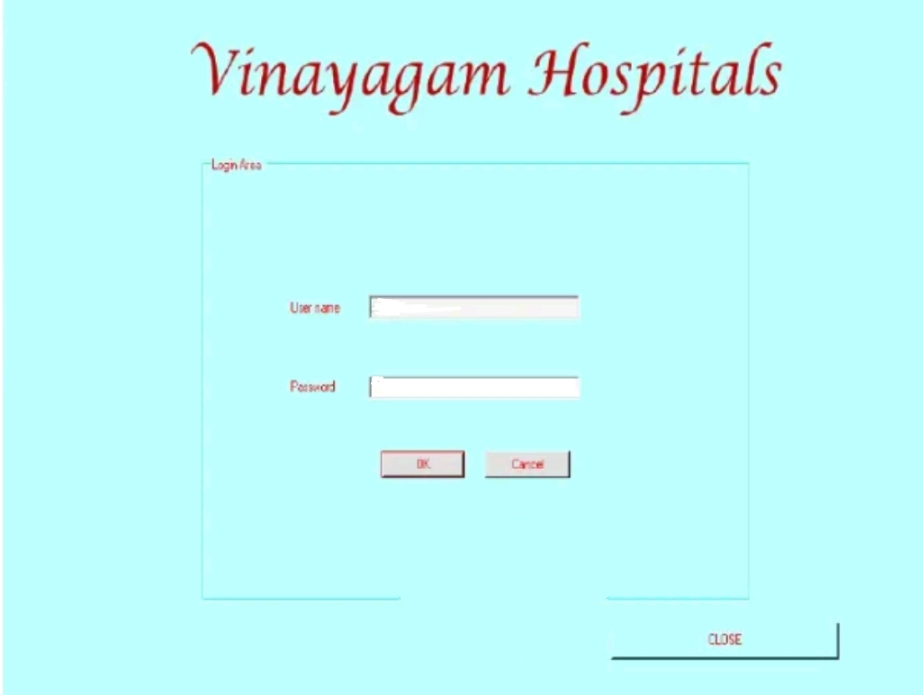 Vinayagam Hospitals
Login Area
User name
Password
OK
Cancel
CLOSE